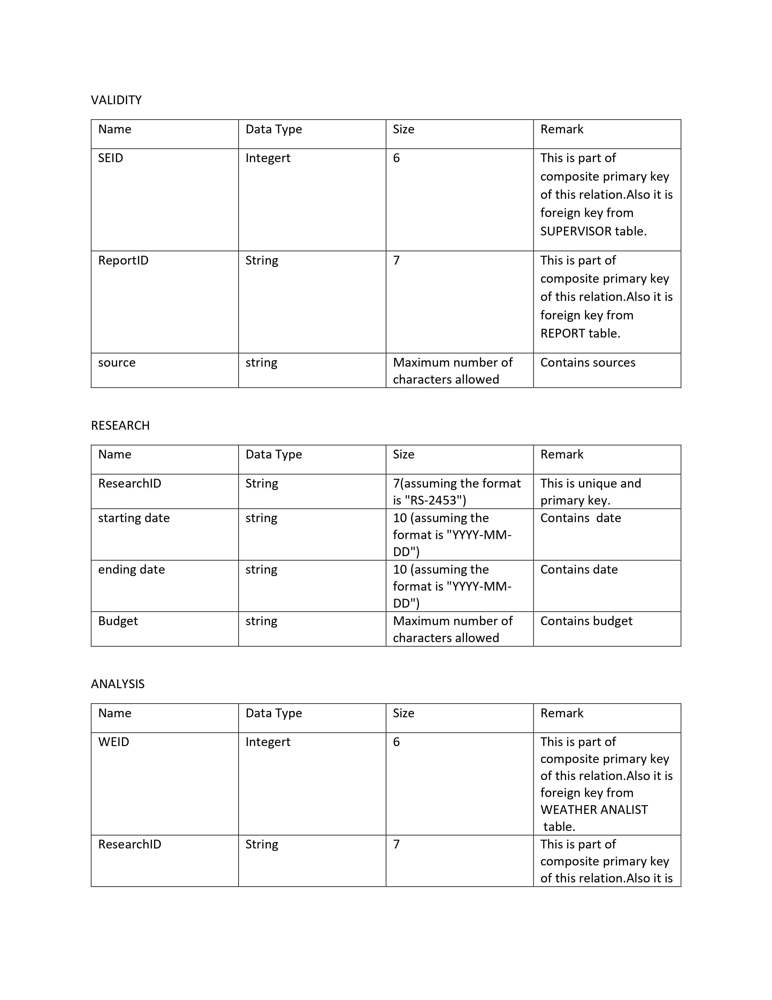 VALIDITY
Name Data Type Size Remark
SEID Integert 6 This is part of
composite primary key
of this relation.Also it is
foreign key from
SUPERVISOR table.
ReportID String 7 This is part of
composite primary key
of this relation.Also it is
foreign key from
REPORT table.
source string Maximum number of Contains sources
characters allowed
RESEARCH
Name Data Type Size Remark
ResearchID String 7(assuming the format This is unique and
is "RS-2453") primary key.
starting date string 10 (assuming the Contains  date
format is "YYYY-MM-
DD")
ending date string 10 (assuming the Contains date
format is "YYYY-MM-
DD")
Budget string Maximum number of Contains budget
characters allowed
ANALYSIS
Name Data Type Size Remark
WEID Integert 6 This is part of
composite primary key
of this relation.Also it is
foreign key from
WEATHER ANALIST
table.
ResearchID String 7 This is part of
composite primary key
of this relation.Also it is